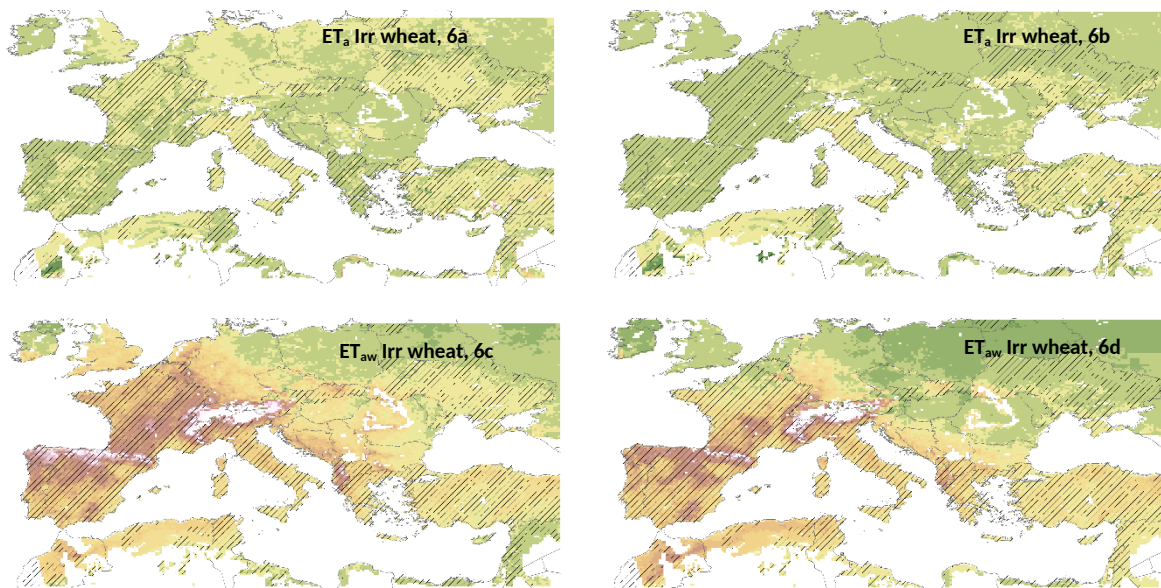 ETₐ Irr wheat, 6a
ETₐ Irr wheat, 6b
ETaw Irr wheat, 6c
ETaw Irr wheat, 6d